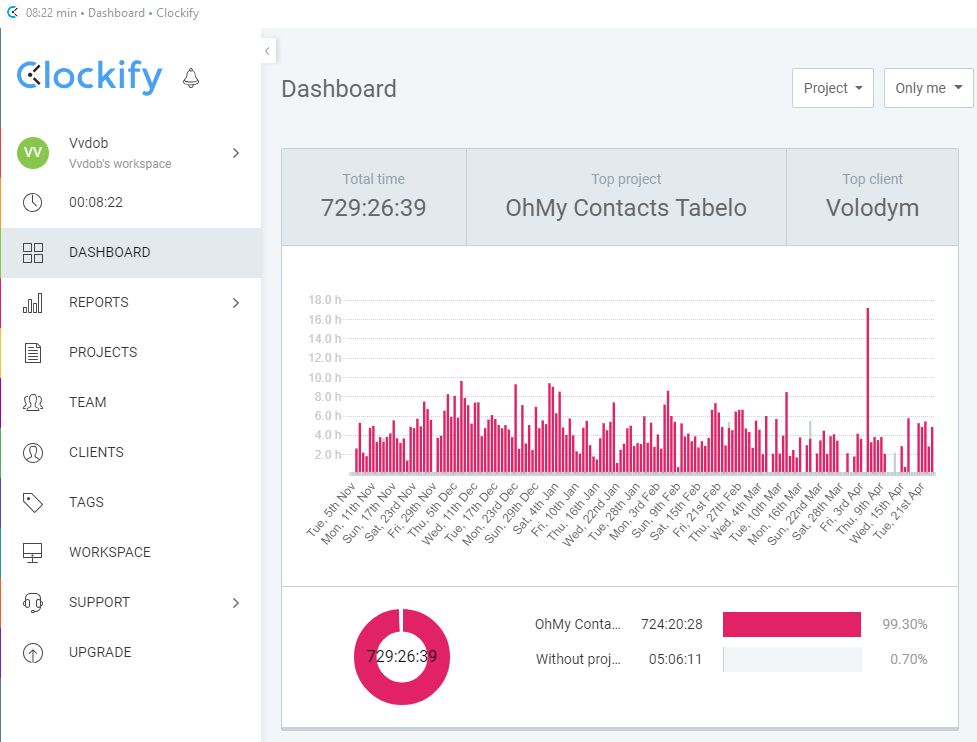 08:22 min • Dashboard • Clockify
Clockify
VV
Vvdob
Vvdob's workspace
00:08:22
DASHBOARD
REPORTS
PROJECTS
TEAM
CLIENTS
TAGS
WORKSPACE
SUPPORT
UPGRADE
Dashboard
Project
Only me
Total time
729:26:39
Top project
OhMy Contacts Tabelo
Top client
Volodym
18.0 h
16.0 h
14.0 h
12.0 h
10.0 h
8.0 h
6.0 h
4.0 h
2.0 h
Tue, 5th Nov
Mon, 11th Nov
Sun, 17th Nov
Sat, 23rd Nov
Fri, 29th Nov
Thu, 5th Dec
Wed, 11th Dec
Tue, 17th Dec
Mon, 23rd Dec
Sun, 29th Dec
Sat, 4th Jan
Fri, 10th Jan
Thu, 16th Jan
Wed, 22nd Jan
Tue, 28th Jan
Mon, 3rd Feb
Sun, 9th Feb
Sat, 15th Feb
Fri, 21st Feb
Thu, 27th Feb
Wed, 4th Mar
Tue, 10th Mar
Mon, 16th Mar
Sun, 22nd Mar
Sat, 28th Mar
Fri, 3rd Apr
Thu, 9th Apr
Wed, 15th Apr
Tue, 21st Apr
729:26:39
OhMy Conta... 724:20:28 99.30%
Without proj... 05:06:11 0.70%